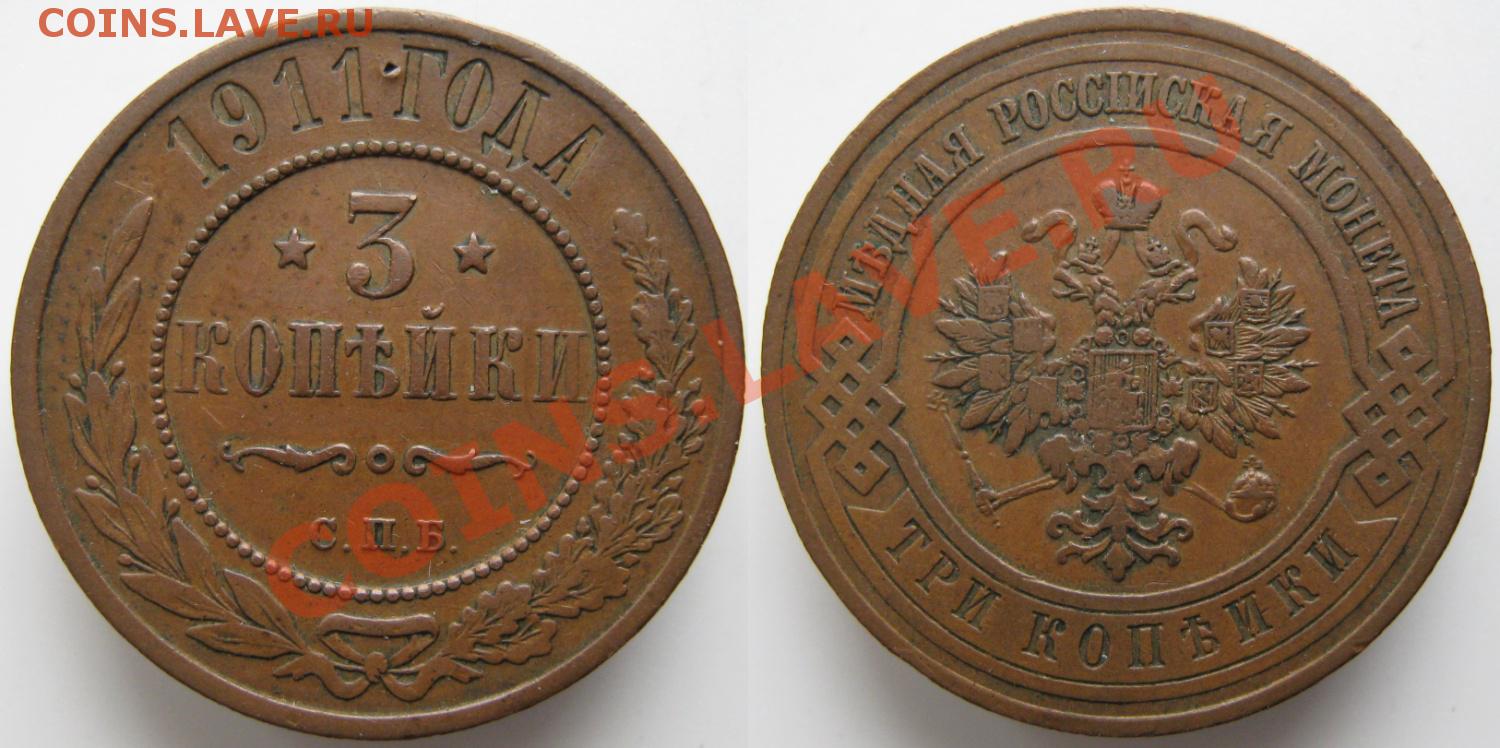 COINS.LAVE.RU
1911 ГОДА
3
КОПѢЙКИ
С.П.Б.
МѢДНАЯ РОССІЙСКАЯ МОНЕТА
ТРИ КОПѢЙКИ
COINS.LAVE.RU